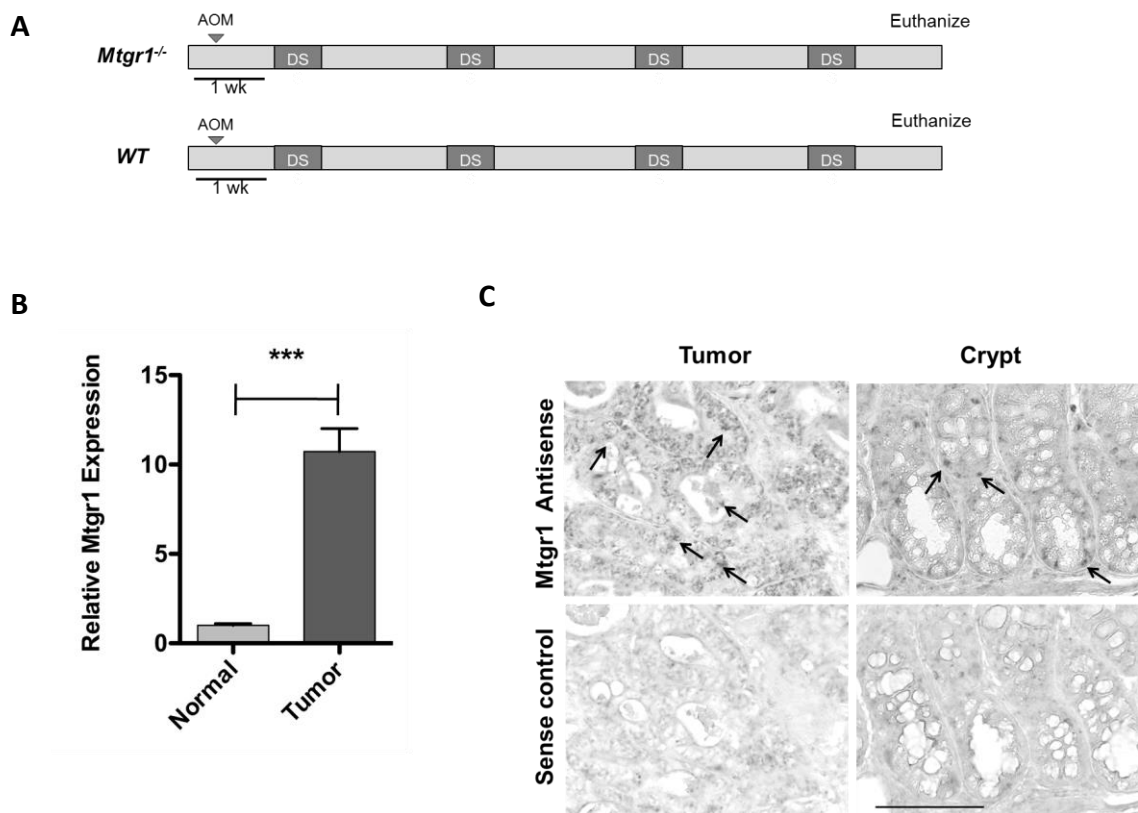 A
AOM
Euthanize
Mtgr1-/-
DS DS DS DS
1 wk
AOM
Euthanize
WT
DS DS DS DS
1 wk
B
Relative Mtgr1 Expression
***
15
10
5
0
Normal
Tumor
C
Tumor
Crypt
Mtgr1 Antisense
Sense control